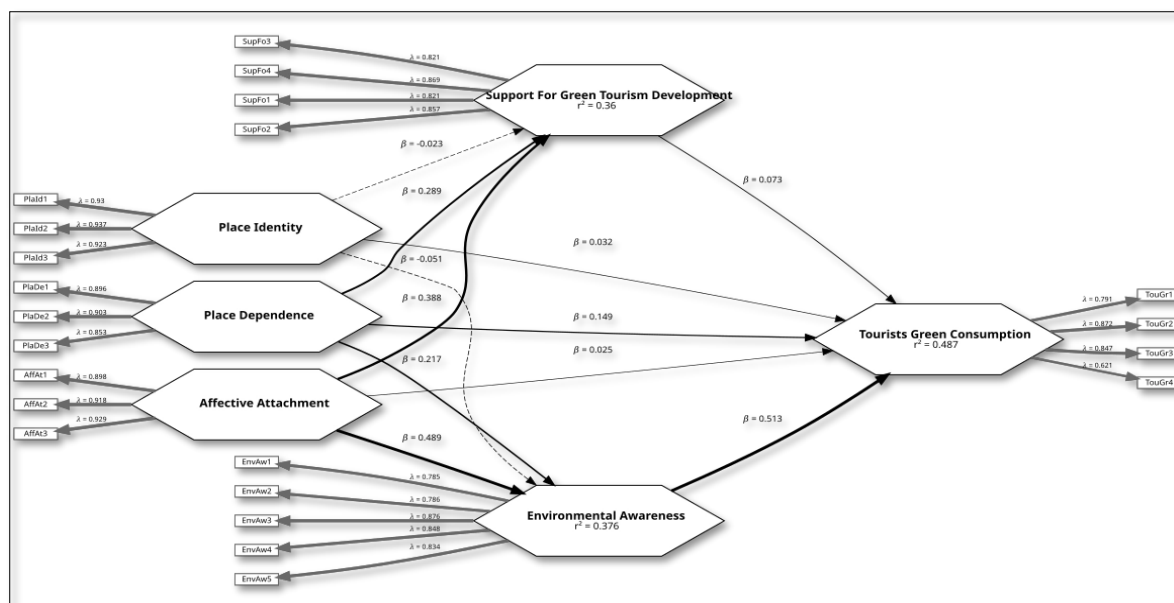 SupFo3
λ = 0.821
SupFo4
λ = 0.869
SupFo1
λ = 0.821
SupFo2
λ = 0.857
Support For Green Tourism Development
r² = 0.36
β = -0.023
β = 0.289
β = 0.073
PlaId1
λ = 0.93
PlaId2
λ = 0.937
PlaId3
λ = 0.923
Place Identity
β = 0.032
β = -0.051
PlaDe1
λ = 0.896
PlaDe2
λ = 0.903
PlaDe3
λ = 0.853
Place Dependence
β = 0.388
β = 0.149
β = 0.217
β = 0.025
Tourists Green Consumption
r² = 0.487
TouGr1
λ = 0.791
TouGr2
λ = 0.872
TouGr3
λ = 0.847
TouGr4
λ = 0.621
AffAt1
λ = 0.898
AffAt2
λ = 0.918
AffAt3
λ = 0.929
Affective Attachment
β = 0.489
β = 0.513
EnvAw1
λ = 0.785
EnvAw2
λ = 0.786
EnvAw3
λ = 0.876
EnvAw4
λ = 0.848
EnvAw5
λ = 0.834
Environmental Awareness
r² = 0.376